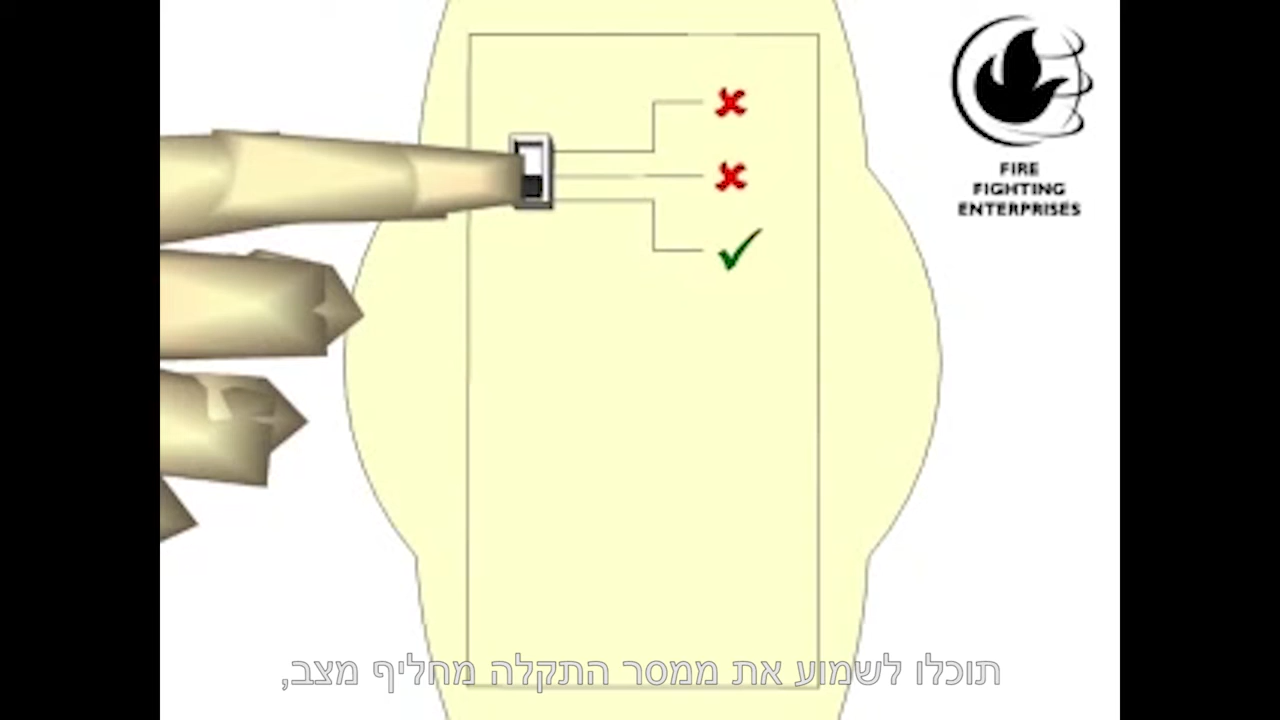 FIRE
FIGHTING
ENTERPRISES
תוכלו לשמוע את ממסר התקלה מחליף מצב,